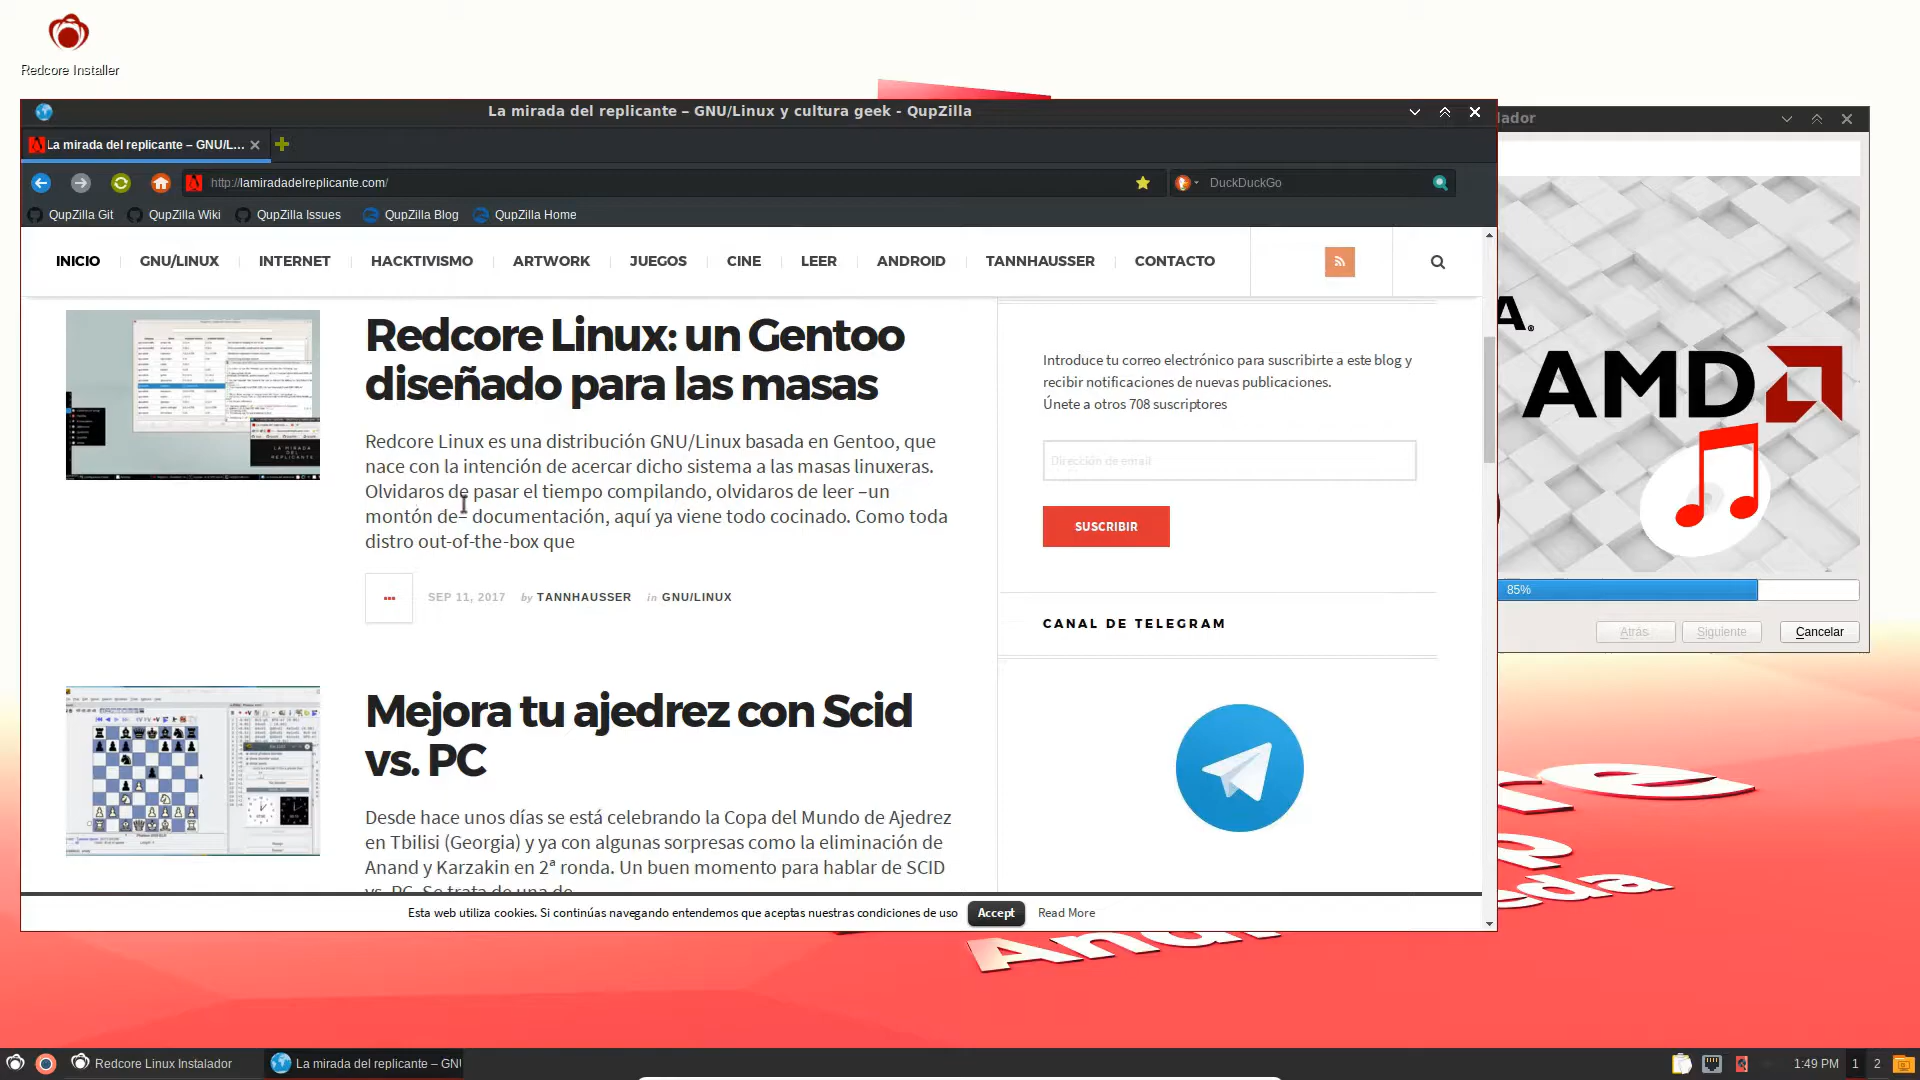 Redcore Installer
La mirada del replicante – GNU/Linux y cultura geek - QupZilla
La mirada del replicante – GNU/L...
http://lamiradadelreplicante.com/
DuckDuckGo
QupZilla Git QupZilla Wiki QupZilla Issues QupZilla Blog QupZilla Home
INICIO GNU/LINUX INTERNET HACKTIVISMO ARTWORK JUEGOS CINE LEER ANDROID TANNHAUSSER CONTACTO
Redcore Linux: un Gentoo
diseñado para las masas
Redcore Linux es una distribución GNU/Linux basada en Gentoo, que
nace con la intención de acercar dicho sistema a las masas linuxeras.
Olvidaros de pasar el tiempo compilando, olvidaros de leer –un
montón de– documentación, aquí ya viene todo cocinado. Como toda
distro out-of-the-box que
SEP 11, 2017 by TANNHAUSSER in GNU/LINUX
Mejora tu ajedrez con Scid
vs. PC
Desde hace unos días se está celebrando la Copa del Mundo de Ajedrez
en Tbilisi (Georgia) y ya con algunas sorpresas como la eliminación de
Anand y Karzakin en 2ª ronda. Un buen momento para hablar de SCID
vs. PC. Se trata de una de
Introduce tu correo electrónico para suscribirte a este blog y
recibir notificaciones de nuevas publicaciones.
Únete a otros 708 suscriptores
Dirección de email
SUSCRIBIR
CANAL DE TELEGRAM
Esta web utiliza cookies. Si continúas navegando entendemos que aceptas nuestras condiciones de uso Accept Read More
lador
A.
AMD
85%
Atrás Siguiente Cancelar
Redcore Linux Instalador
La mirada del replicante – GNU
1:49 PM 1 2